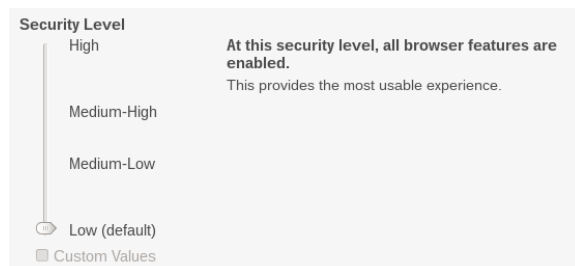 Security Level
High
At this security level, all browser features are
enabled.
This provides the most usable experience.
Medium-High
Medium-Low
Low (default)
Custom Values